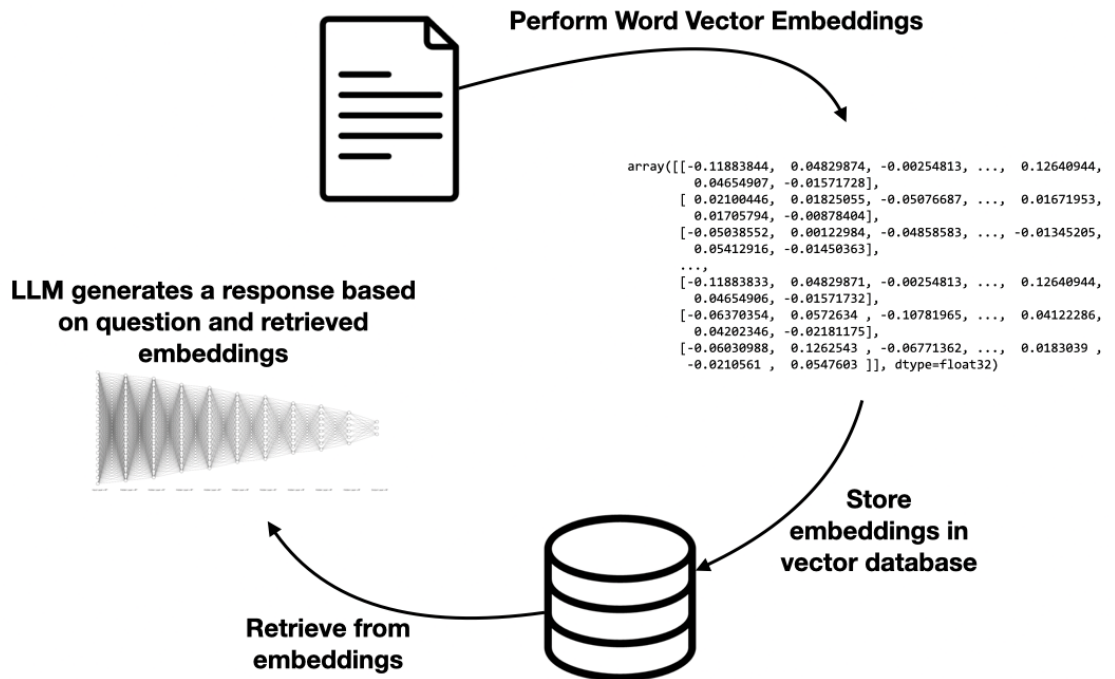 Perform Word Vector Embeddings
array([[-0.11883844,  0.04829874, -0.00254813, ...,  0.12640944,
0.04654907, -0.01571728],
[ 0.02100446,  0.01825055, -0.05076687, ...,  0.01671953,
0.01705794, -0.00878404],
[-0.05038552,  0.00122984, -0.04858583, ..., -0.01345205,
0.05412916, -0.01450363],
...,
[-0.11883833,  0.04829871, -0.00254813, ...,  0.12640944,
0.04654906, -0.01571732],
[-0.06370354,  0.0572634 , -0.10781965, ...,  0.04122286,
0.04202346, -0.02181175],
[-0.06030988,  0.1262543 , -0.06771362, ...,  0.0183039 ,
-0.0210561 ,  0.0547603 ]], dtype=float32)
LLM generates a response based
on question and retrieved
embeddings
Store
embeddings in
vector database
Retrieve from
embeddings